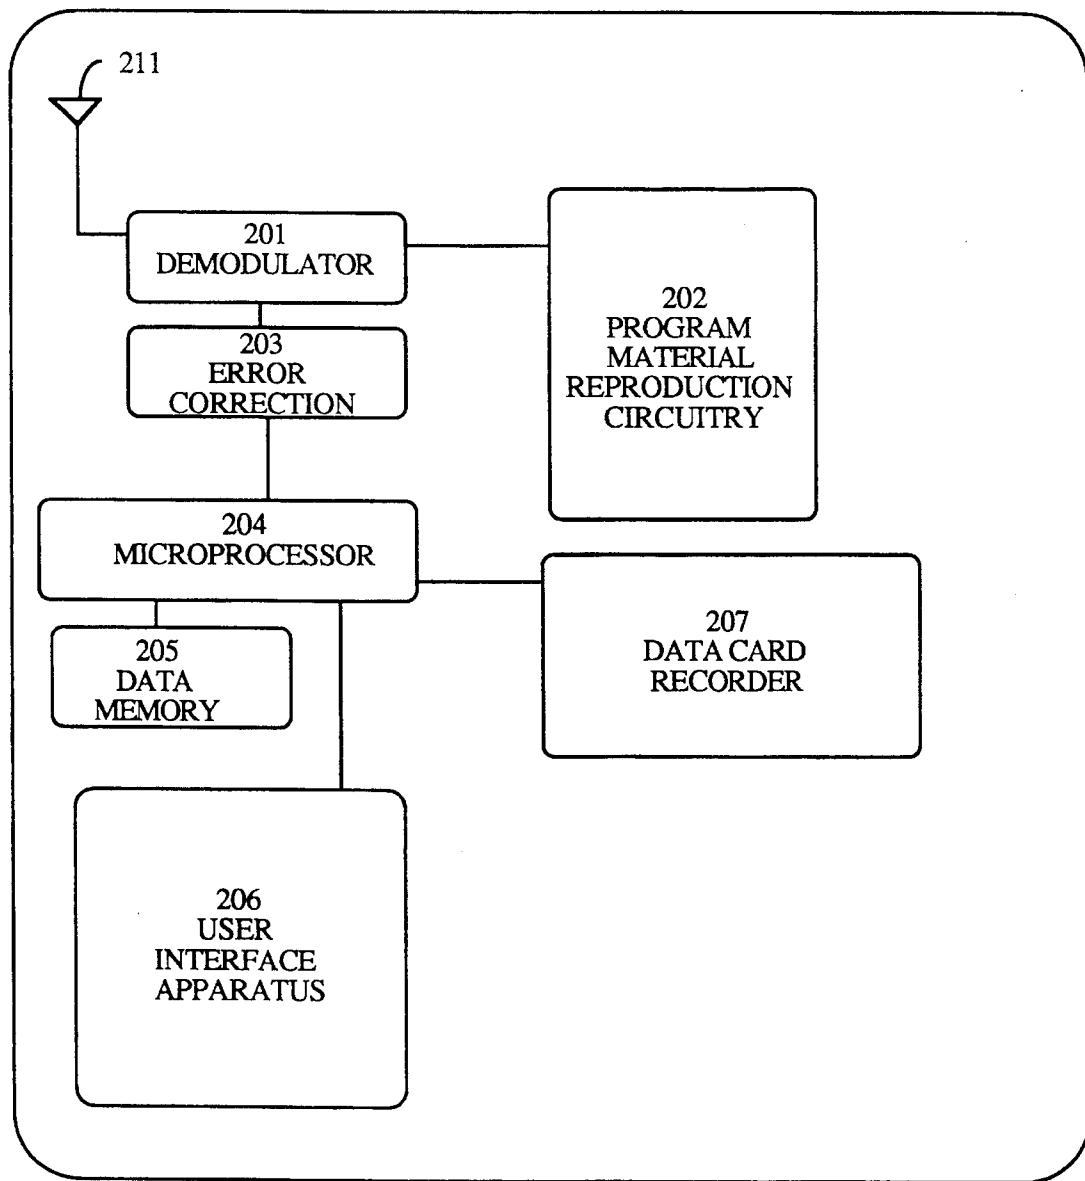 211
201
DEMODULATOR
203
ERROR
CORRECTION
202
PROGRAM
MATERIAL
REPRODUCTION
CIRCUITRY
204
MICROPROCESSOR
205
DATA
MEMORY
207
DATA CARD
RECORDER
206
USER
INTERFACE
APPARATUS